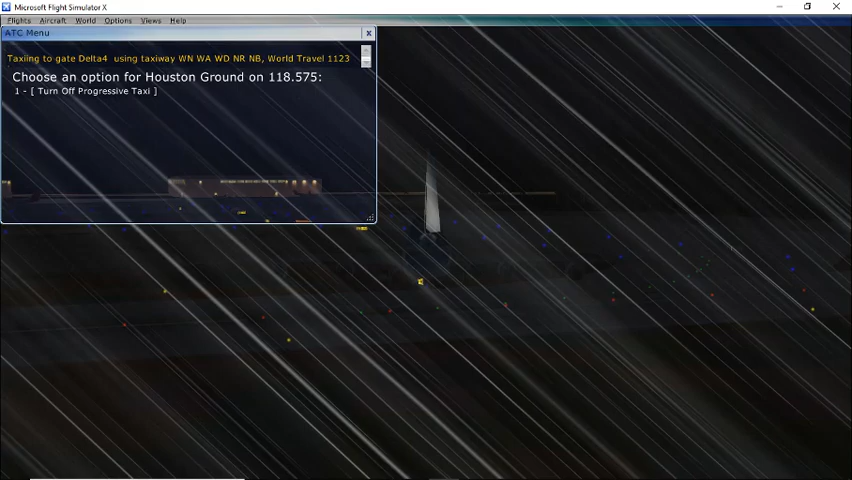 Microsoft Flight Simulator X
Flights Aircraft World Options Views Help
ATC Menu
Taxiing to gate Delta4 using taxiway WN WA WD NR NB, World Travel 1123
Choose an option for Houston Ground on 118.575:
1 - [ Turn Off Progressive Taxi ]